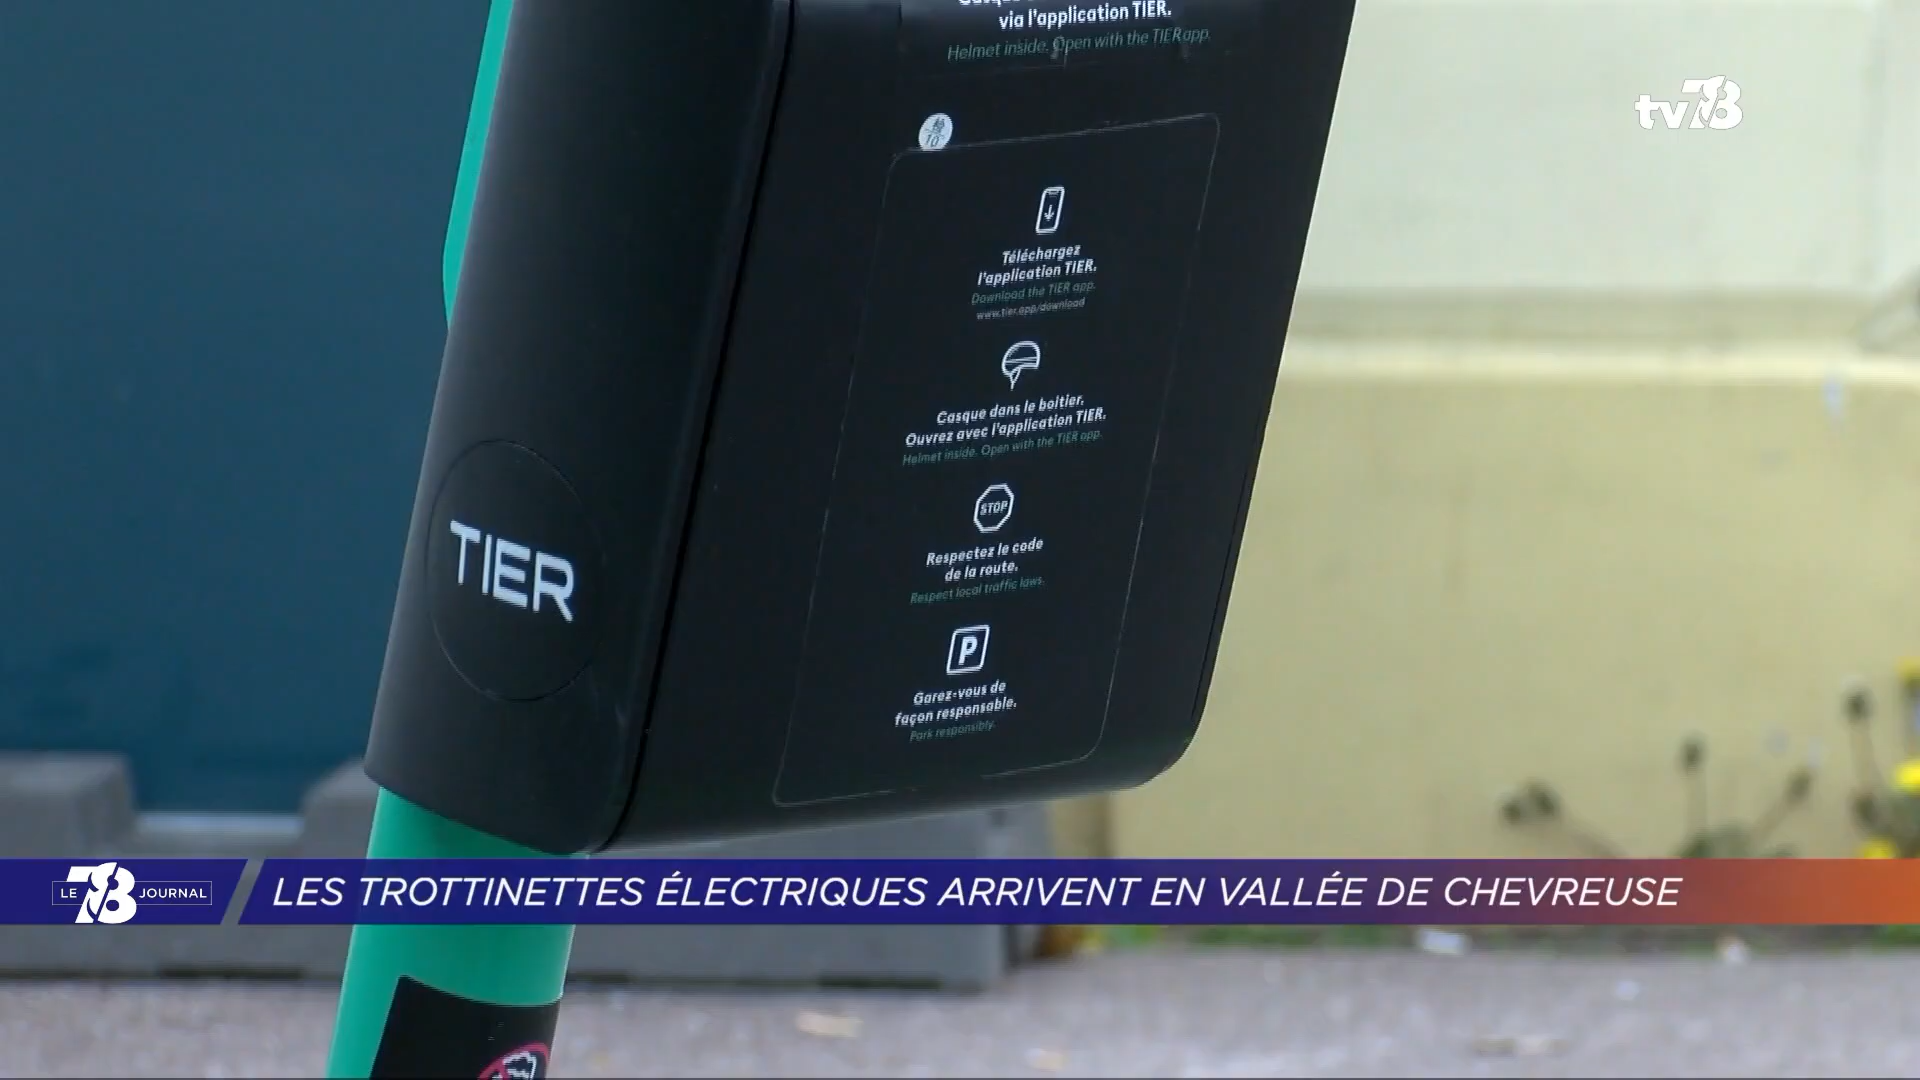 via l'application TIER.
Helmet inside. Open with the TIER app.
tv78
10
Téléchargez
l'application TIER.
Download the TIER app.
www.tier.app/download
Casque dans le boîtier.
Ouvrez avec l'application TIER.
Helmet inside. Open with the TIER app.
STOP
Respectez le code
de la route.
Respect local traffic laws.
P
Garez-vous de
façon responsable.
Park responsibly.
TIER
LE 78 JOURNAL
LES TROTTINETTES ÉLECTRIQUES ARRIVENT EN VALLÉE DE CHEVREUSE